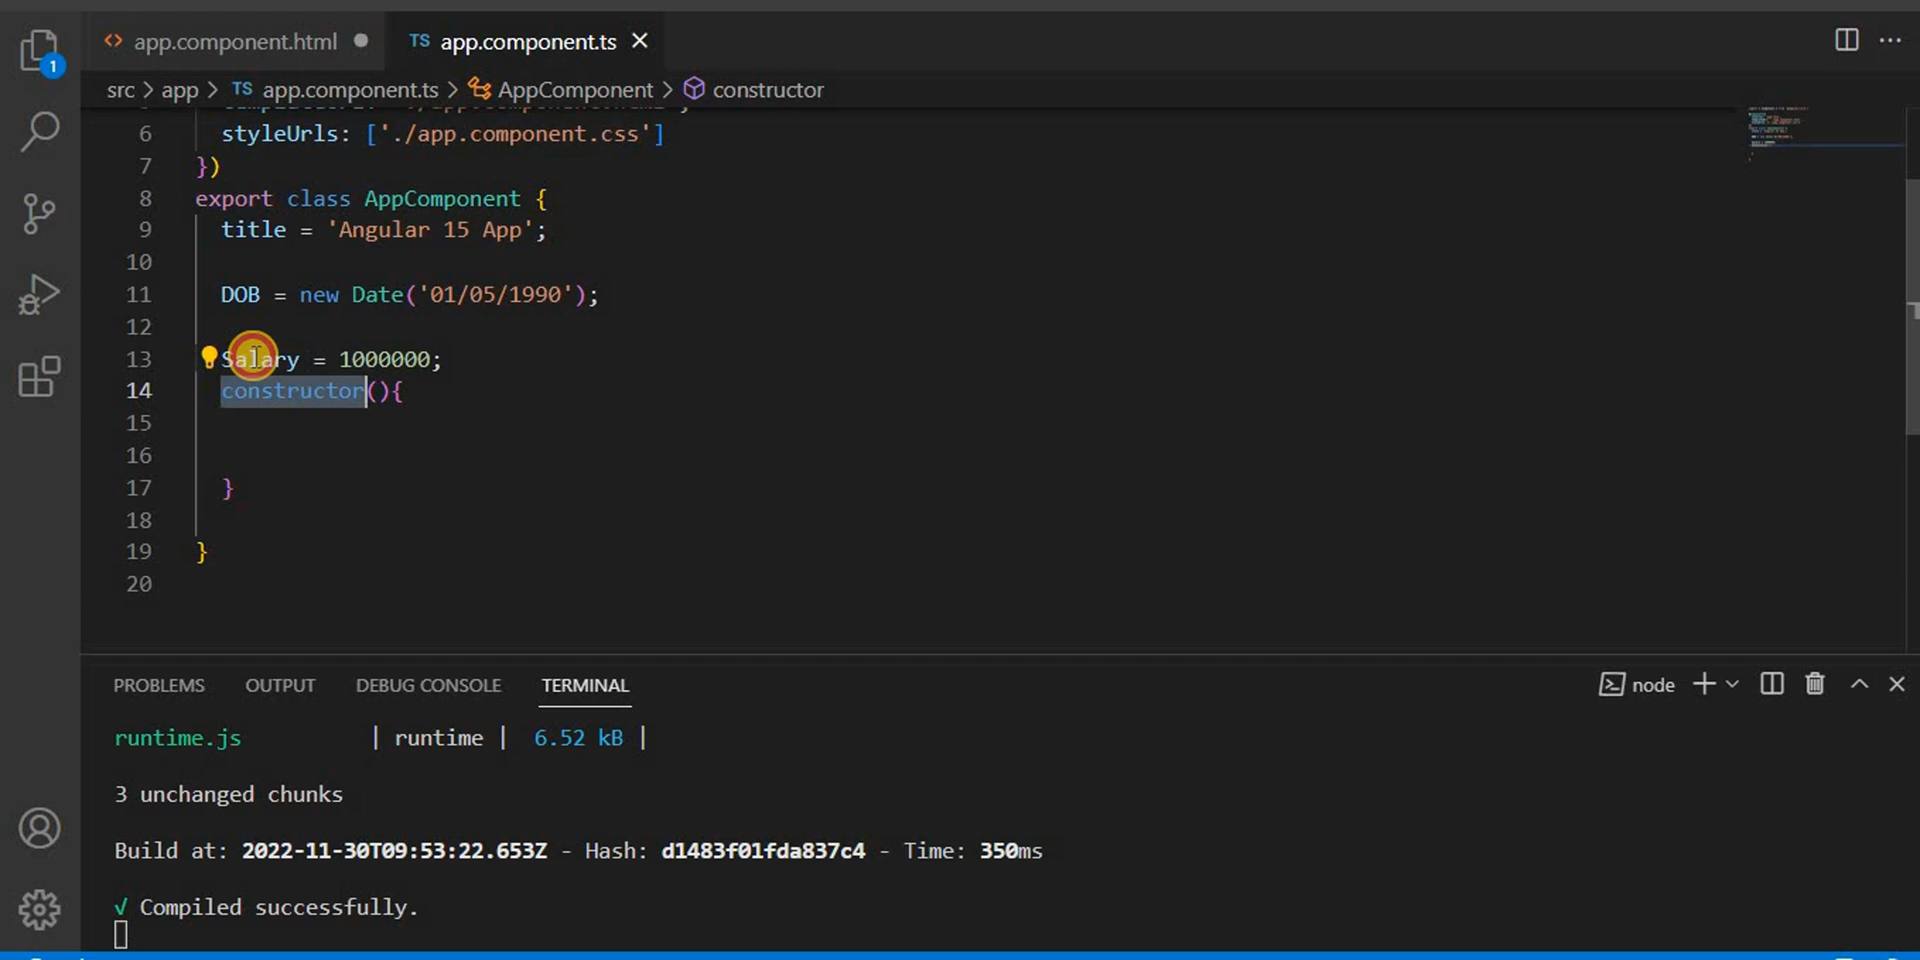 app.component.html
TS app.component.ts
1
src > app > TS app.component.ts > AppComponent > constructor
6 styleUrls: ['./app.component.css']
7 })
8 export class AppComponent {
9 title = 'Angular 15 App';
10
11 DOB = new Date('01/05/1990');
12
13 Salary = 1000000;
14 constructor(){
15
16
17 }
18
19 }
20
PROBLEMS OUTPUT DEBUG CONSOLE TERMINAL node
runtime.js | runtime | 6.52 kB |
3 unchanged chunks
Build at: 2022-11-30T09:53:22.653Z - Hash: d1483f01fda837c4 - Time: 350ms
√ Compiled successfully.